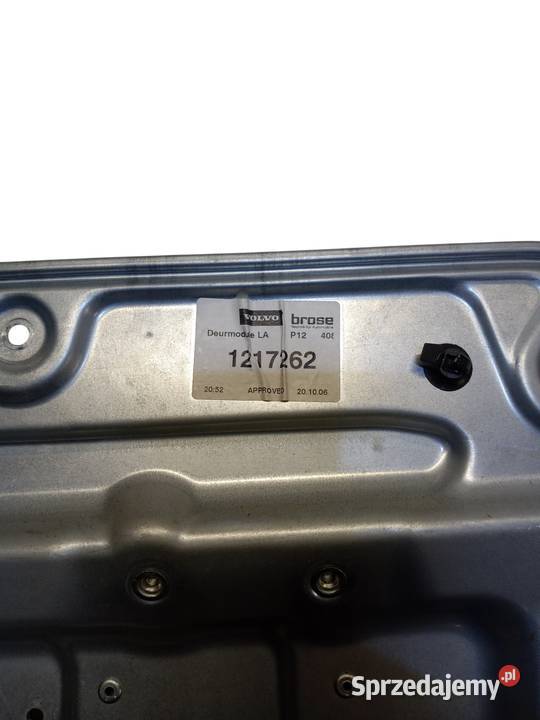 VOLVO brose
Deurmodule LA P12 408
1217262
20:52 APPROVED 20.10.06
Sprzedajemy.pl